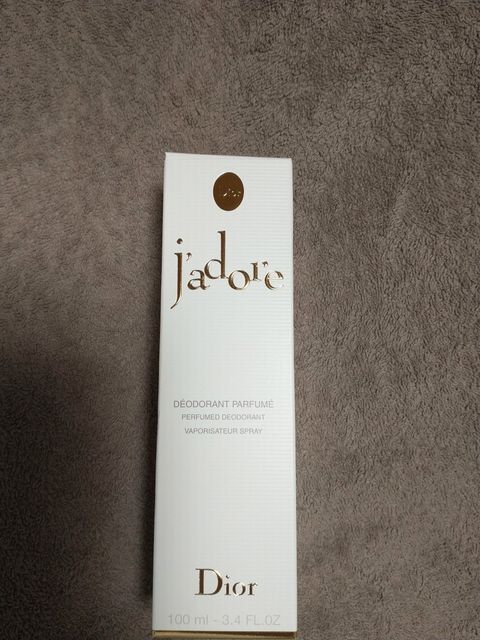 Dior
j'adore
DÉODORANT PARFUMÉ
PERFUMED DEODORANT
VAPORISATEUR SPRAY
Dior
100 ml - 3.4 FL.OZ